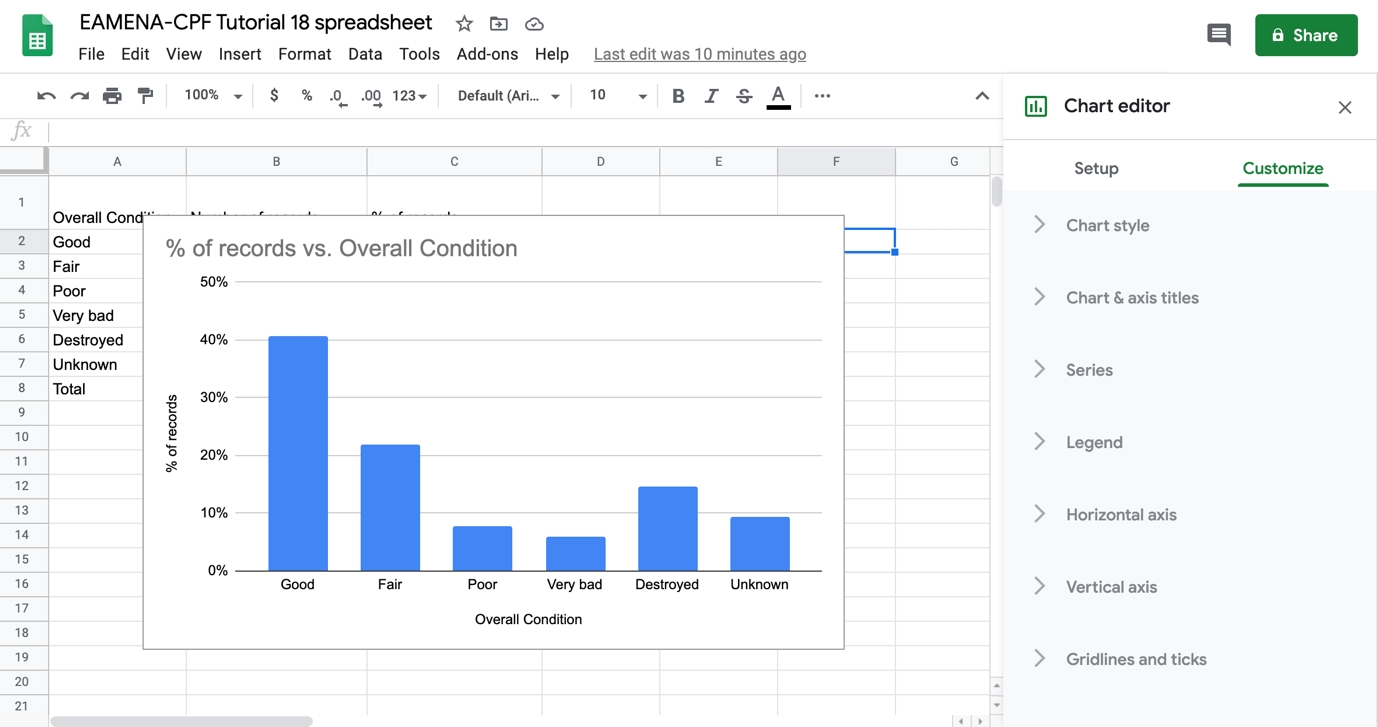 EAMENA-CPF Tutorial 18 spreadsheet
File Edit View Insert Format Data Tools Add-ons Help Last edit was 10 minutes ago
Share
100% $ % .0 .00 123 Default (Ari... 10 B I S A ...
Chart editor
fx
Setup Customize
A B C D E F G
1 Overall Condition Number of records % of records
2 Good
3 Fair
4 Poor
5 Very bad
6 Destroyed
7 Unknown
8 Total
9
10
11
12
13
14
15
16
17
18
19
20
21
% of records vs. Overall Condition
% of records
50%
40%
30%
20%
10%
0%
Good Fair Poor Very bad Destroyed Unknown
Overall Condition
Chart style
Chart & axis titles
Series
Legend
Horizontal axis
Vertical axis
Gridlines and ticks